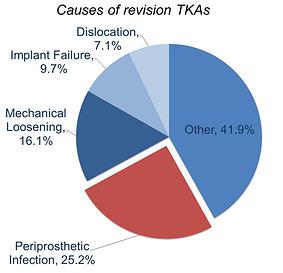 Causes of revision TKAs
Dislocation,
7.1%
Implant Failure,
9.7%
Other, 41.9%
Mechanical
Loosening,
16.1%
Periprosthetic
Infection, 25.2%